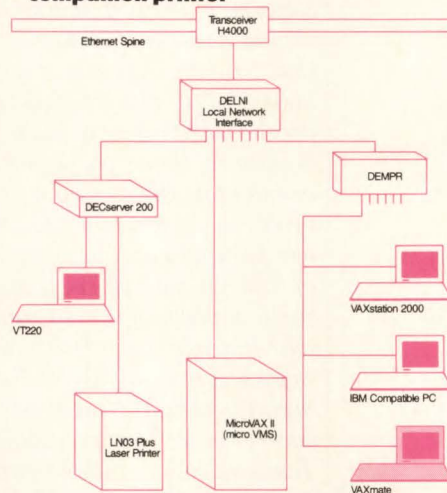 companion printer
Transceiver
H4000
Ethernet Spine
DELNI
Local Network
Interface
DECserver 200
DEMPR
VT220
VAXstation 2000
LN03 Plus
Laser Printer
MicroVAX II
(micro VMS)
IBM Compatible PC
VAXmate